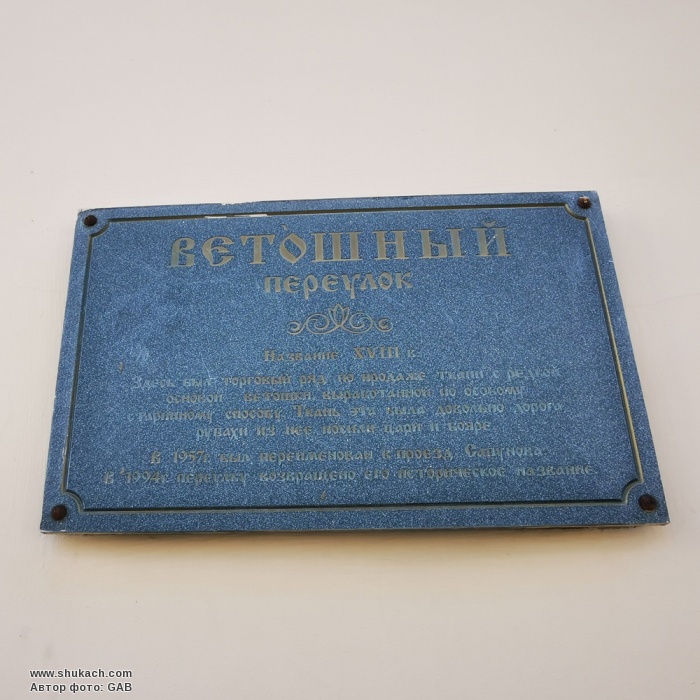 ВЕТОШНЫЙ
переулок
Название XVIII в.
Здесь был торговый ряд по продаже ткани с редкой
основой ветошки, выработанной по особому
старинному способу. Ткань эта была довольно дорога,
рубахи из нее носили цари и бояре.
В 1957г. был переименован в проезд Сапунова.
В 1994г. переулку возвращено его историческое название.
www.shukach.com
Автор фото: GAB